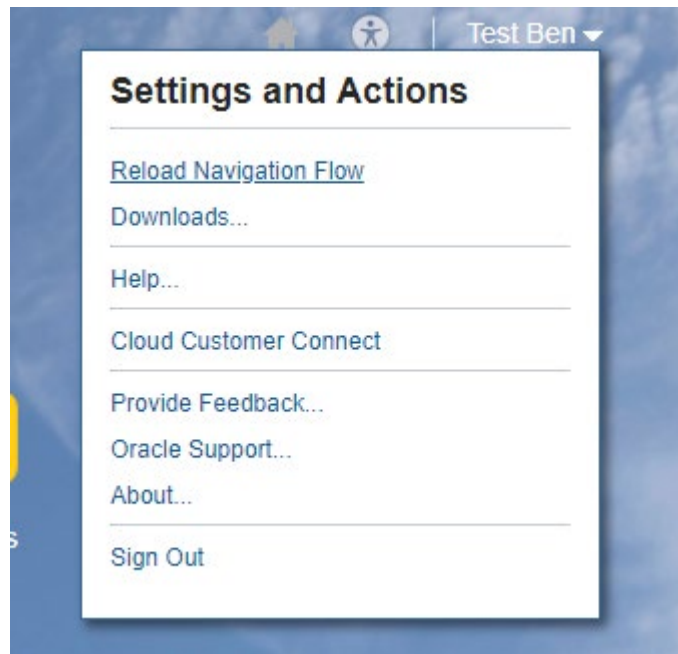 Test Ben
Settings and Actions
Reload Navigation Flow
Downloads...
Help...
Cloud Customer Connect
Provide Feedback...
Oracle Support...
About...
s
Sign Out